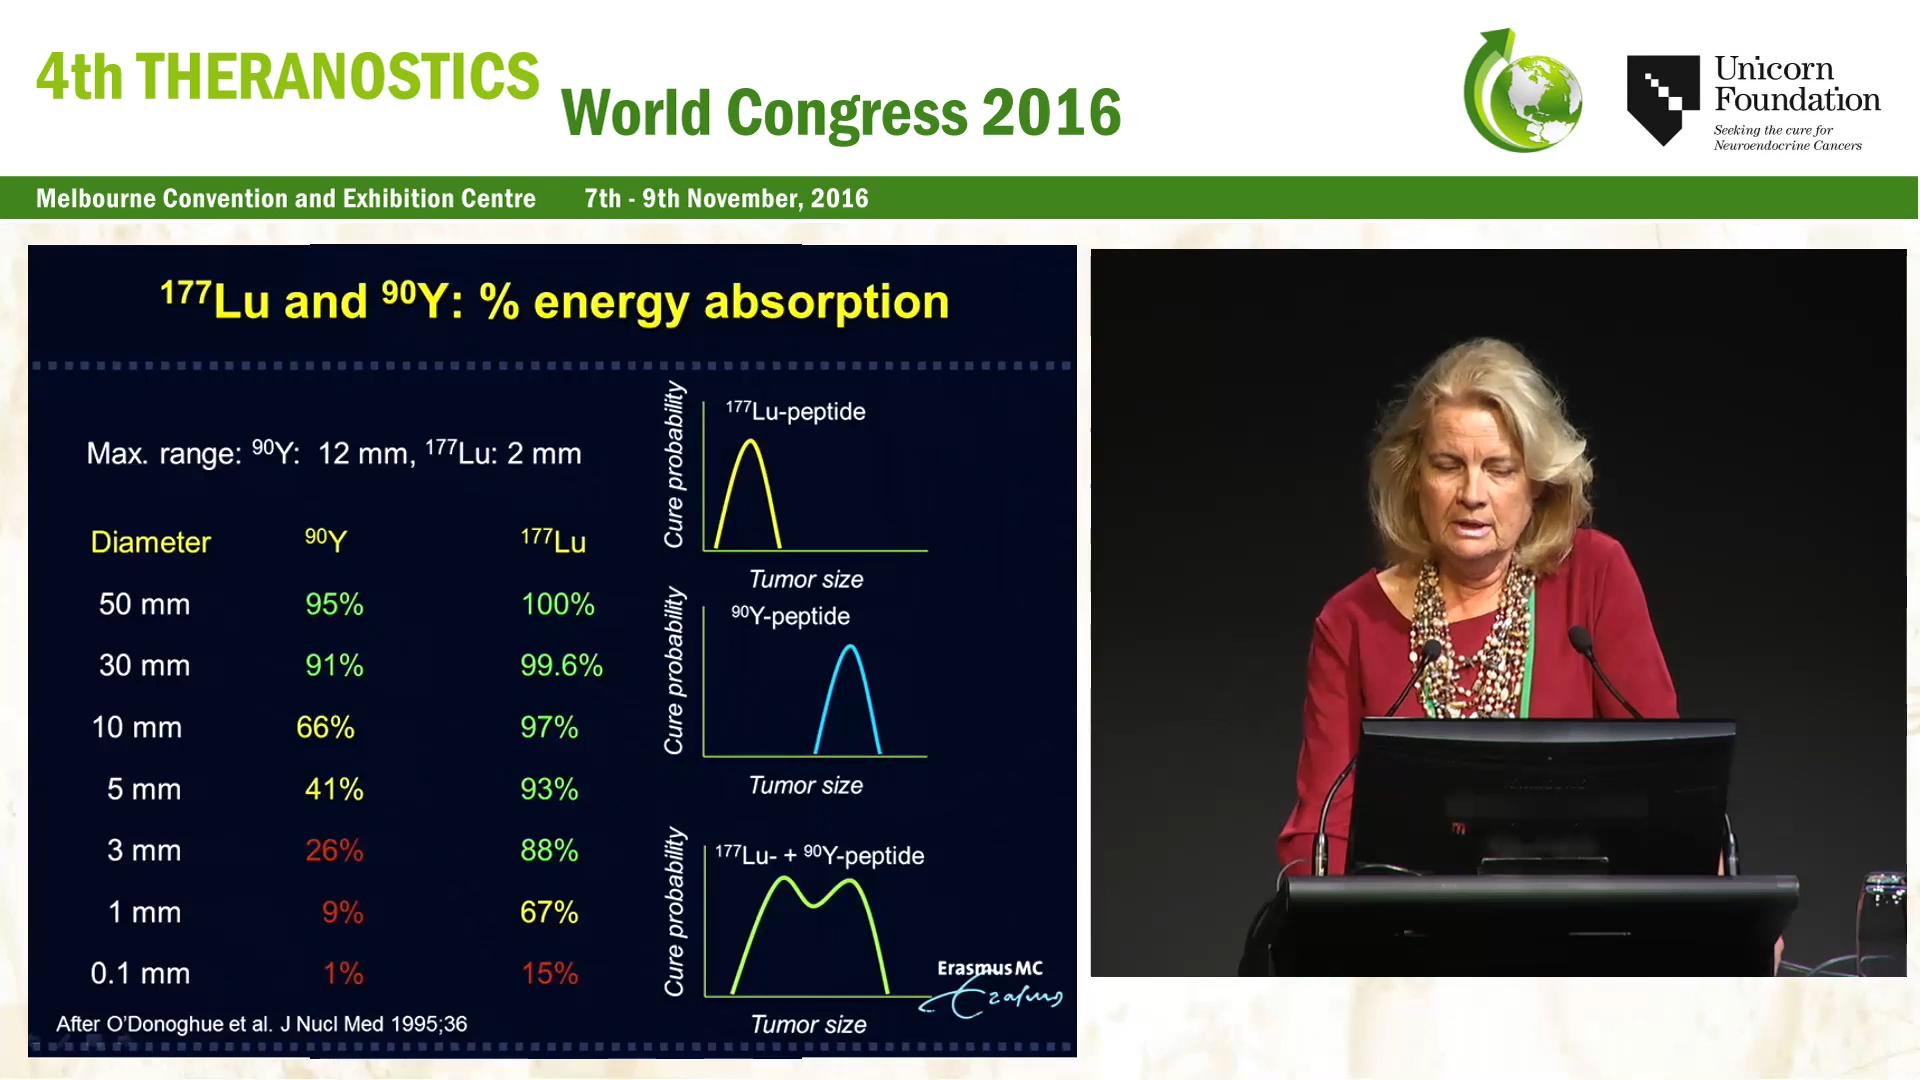 4th THERANOSTICS
World Congress 2016
Unicorn
Foundation
Seeking the cure for
Neuroendocrine Cancers
Melbourne Convention and Exhibition Centre 7th - 9th November, 2016
177Lu and 90Y: % energy absorption
Max. range: 90Y: 12 mm, 177Lu: 2 mm
Diameter 90Y 177Lu
50 mm 95% 100%
30 mm 91% 99.6%
10 mm 66% 97%
5 mm 41% 93%
3 mm 26% 88%
1 mm 9% 67%
0.1 mm 1% 15%
After O'Donoghue et al. J Nucl Med 1995;36
Cure probability
177Lu-peptide
Tumor size
Cure probability
90Y-peptide
Tumor size
Cure probability
177Lu- + 90Y-peptide
Tumor size
Erasmus MC
Erasmus